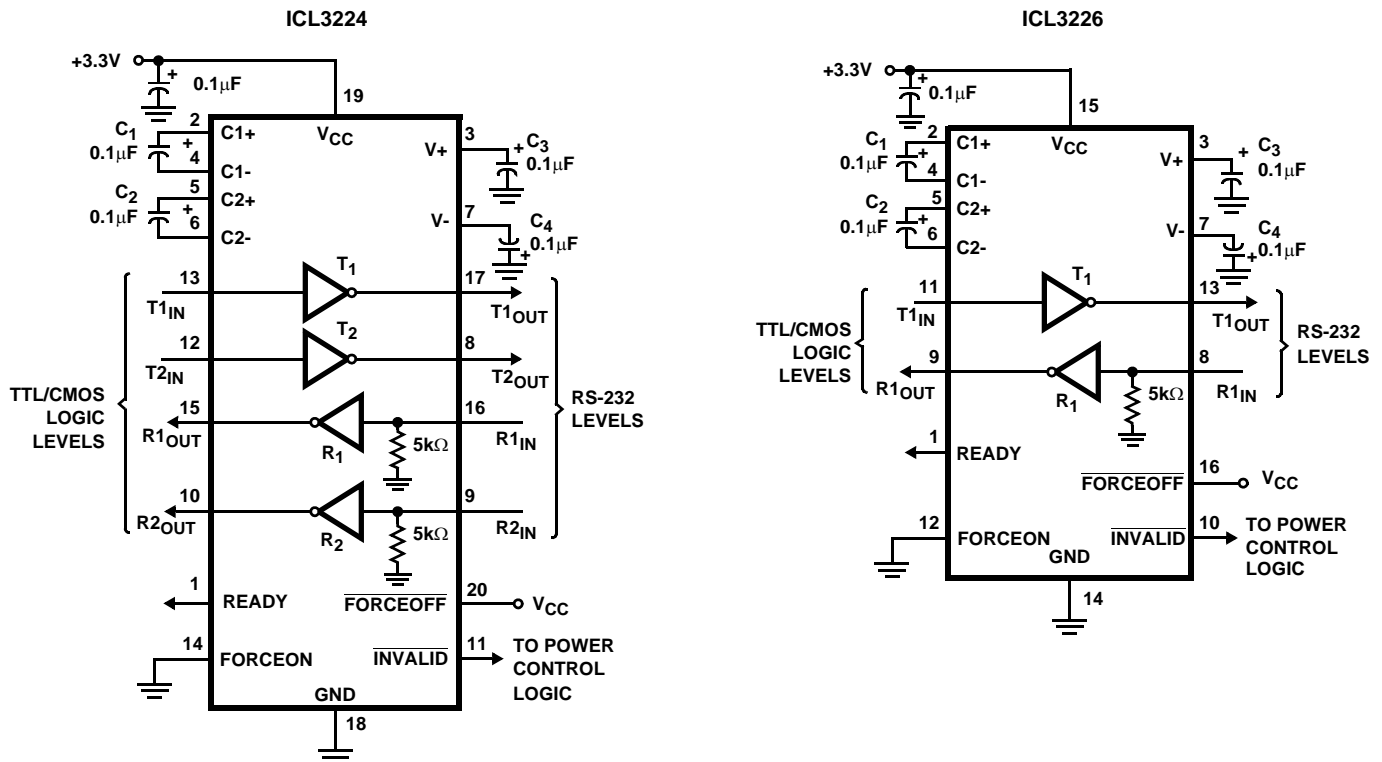 ICL3224
+3.3V
+
0.1μF
19
2
C1+
VCC
3
V+
C1
0.1μF
+
4
C1-
+
C3
0.1μF
5
C2+
C2
0.1μF
+
6
C2-
7
V-
C4
0.1μF
+
T1
13
T1IN
17
T1OUT
T2
12
T2IN
8
T2OUT
TTL/CMOS
LOGIC
LEVELS
RS-232
LEVELS
15
R1OUT
R1
16
R1IN
5kΩ
10
R2OUT
R2
9
R2IN
5kΩ
1
READY
FORCEOFF
20
VCC
14
FORCEON
INVALID
11
TO POWER
CONTROL
LOGIC
GND
18
ICL3226
+3.3V
+
0.1μF
15
2
C1+
VCC
3
V+
C1
0.1μF
+
4
C1-
+
C3
0.1μF
5
C2+
C2
0.1μF
+
6
C2-
7
V-
C4
0.1μF
+
T1
11
T1IN
13
T1OUT
TTL/CMOS
LOGIC
LEVELS
RS-232
LEVELS
9
R1OUT
R1
8
R1IN
5kΩ
1
READY
FORCEOFF
16
VCC
12
FORCEON
INVALID
10
TO POWER
CONTROL
LOGIC
GND
14